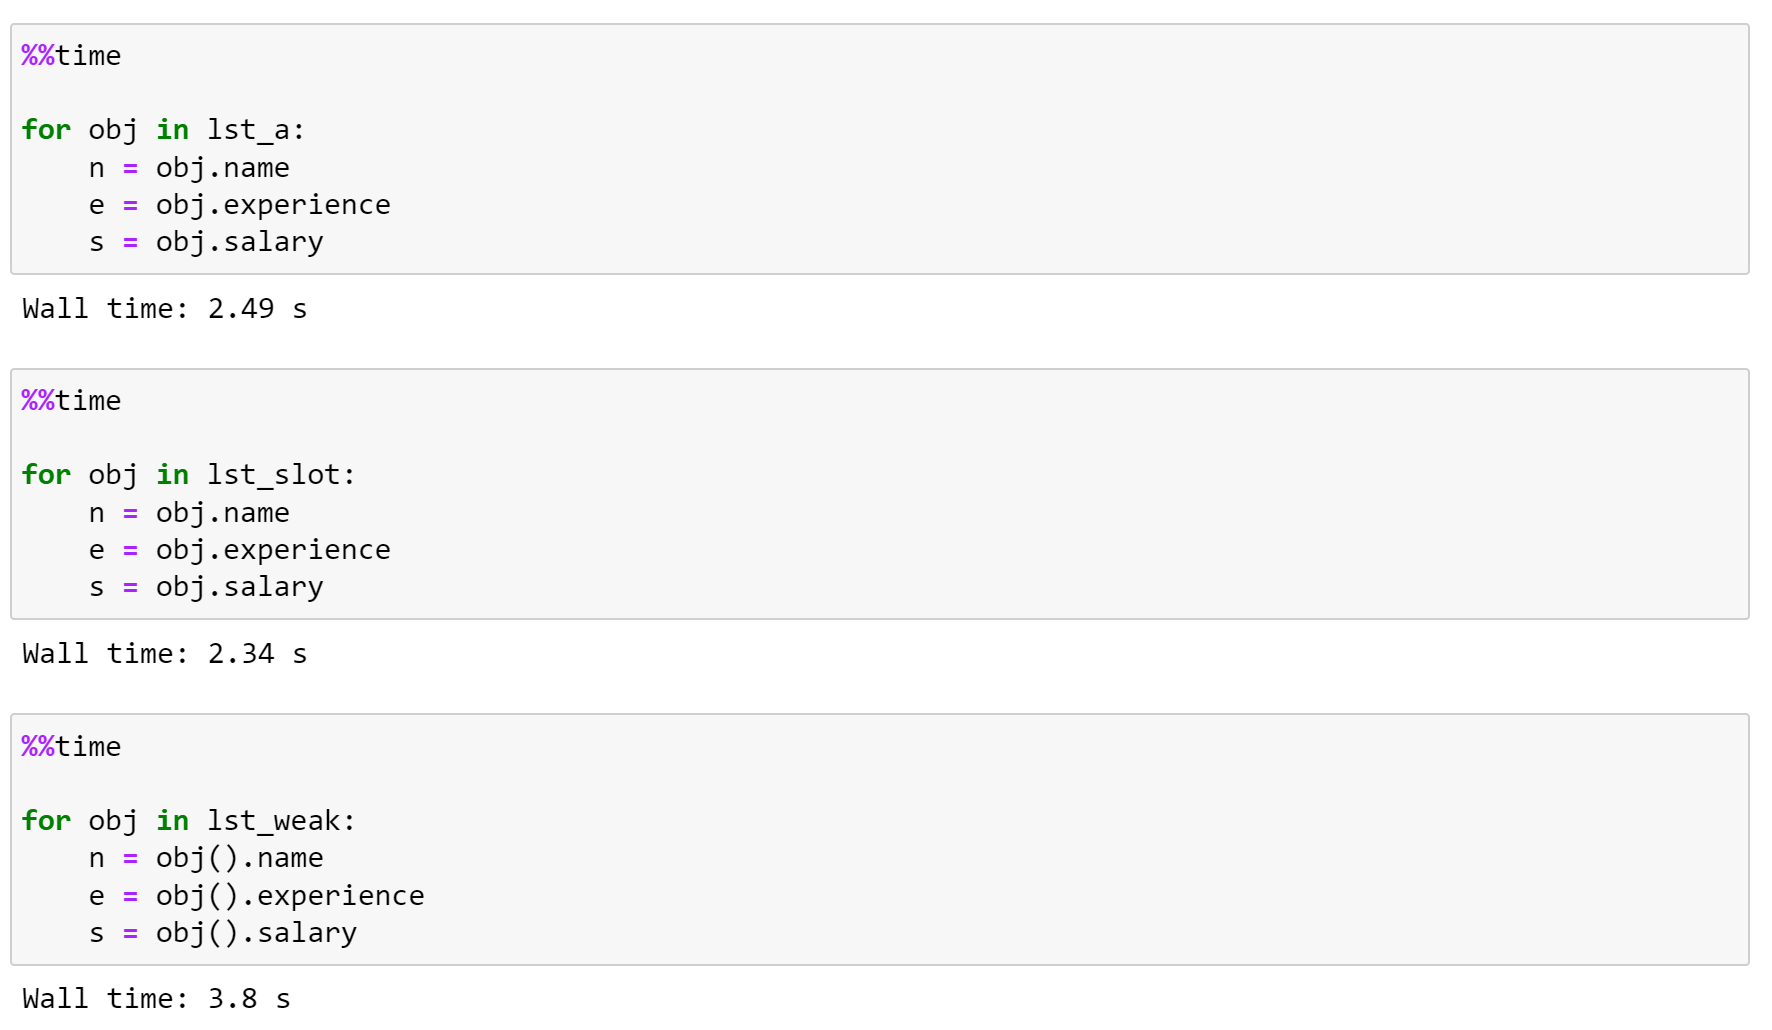 %%time
for obj in lst_a:
    n = obj.name
    e = obj.experience
    s = obj.salary
Wall time: 2.49 s
%%time
for obj in lst_slot:
    n = obj.name
    e = obj.experience
    s = obj.salary
Wall time: 2.34 s
%%time
for obj in lst_weak:
    n = obj().name
    e = obj().experience
    s = obj().salary
Wall time: 3.8 s